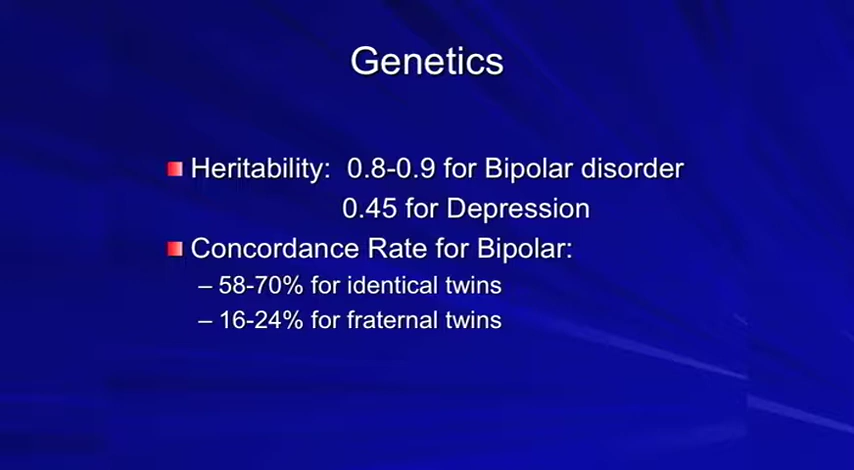 Genetics
Heritability: 0.8-0.9 for Bipolar disorder
0.45 for Depression
Concordance Rate for Bipolar:
– 58-70% for identical twins
– 16-24% for fraternal twins